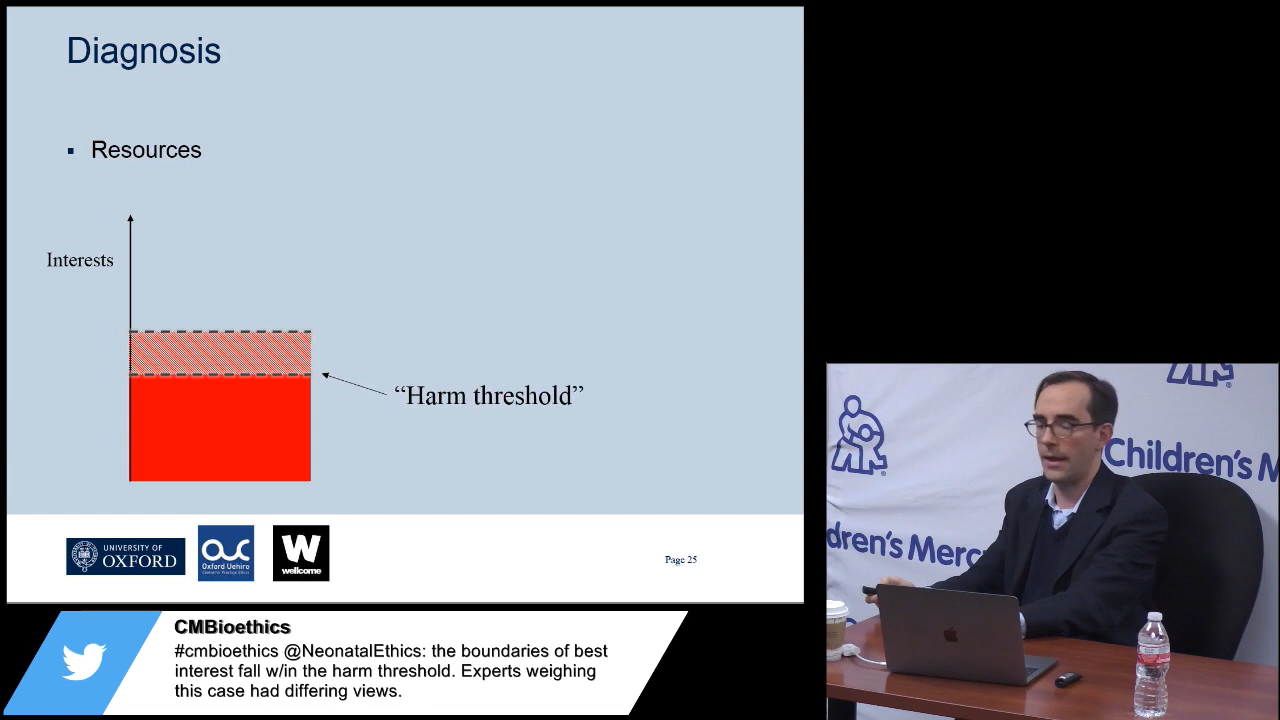 Diagnosis
Resources
Interests
“Harm threshold”
UNIVERSITY OF
OXFORD
Oxford Uehiro
wellcome
Page 25
CMBioethics
#cmbioethics @NeonatalEthics: the boundaries of best
interest fall w/in the harm threshold. Experts weighing
this case had differing views.
Children's M
dren's Merc